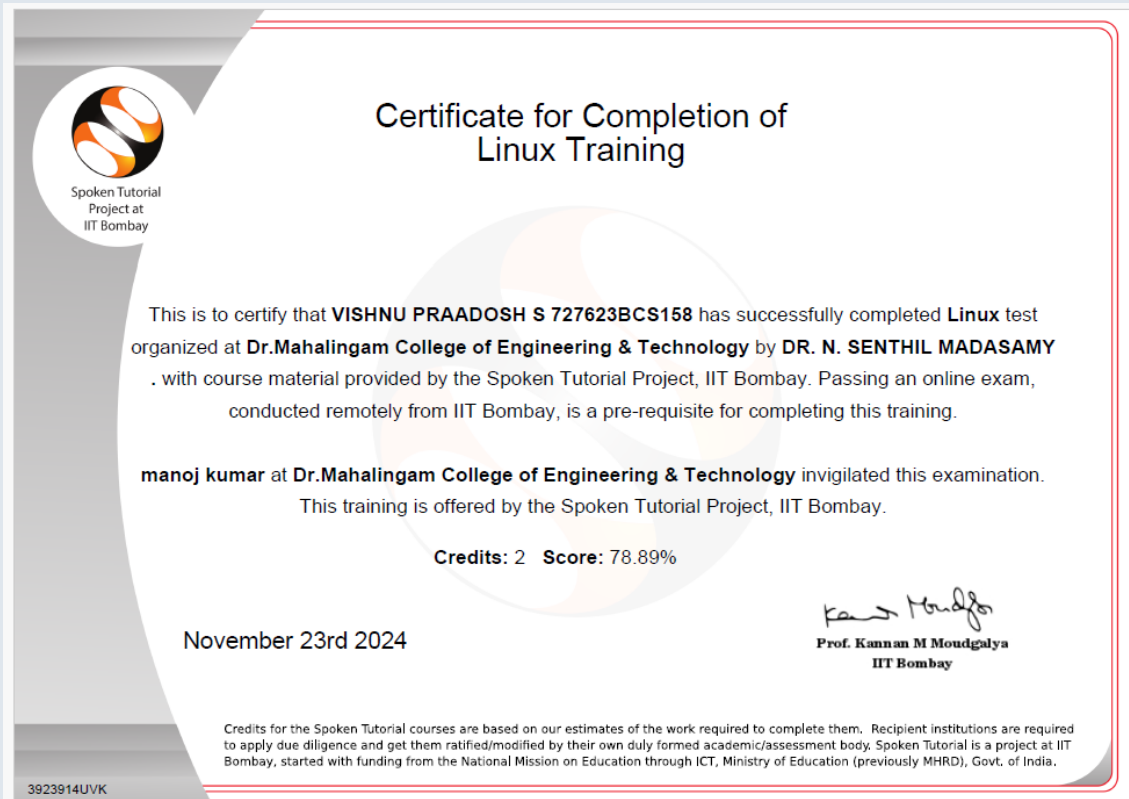 Certificate for Completion of
Linux Training
Spoken Tutorial
Project at
IIT Bombay
This is to certify that VISHNU PRAADOSH S 727623BCS158 has successfully completed Linux test
organized at Dr.Mahalingam College of Engineering & Technology by DR. N. SENTHIL MADASAMY
. with course material provided by the Spoken Tutorial Project, IIT Bombay. Passing an online exam,
conducted remotely from IIT Bombay, is a pre-requisite for completing this training.
manoj kumar at Dr.Mahalingam College of Engineering & Technology invigilated this examination.
This training is offered by the Spoken Tutorial Project, IIT Bombay.
Credits: 2 Score: 78.89%
November 23rd 2024
Prof. Kannan M Moudgalya
IIT Bombay
Credits for the Spoken Tutorial courses are based on our estimates of the work required to complete them. Recipient institutions are required
to apply due diligence and get them ratified/modified by their own duly formed academic/assessment body. Spoken Tutorial is a project at IIT
Bombay, started with funding from the National Mission on Education through ICT, Ministry of Education (previously MHRD), Govt. of India.
3923914UVK